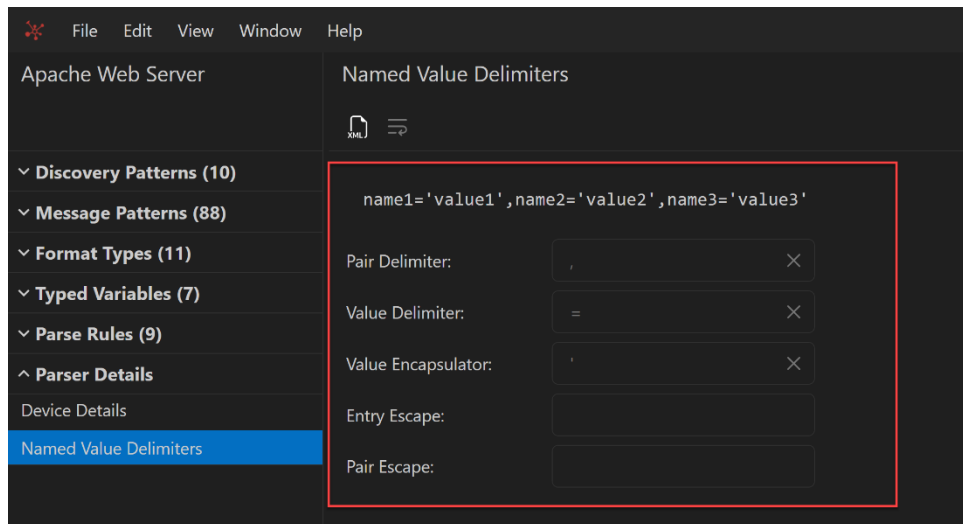 File Edit View Window Help
Apache Web Server
Named Value Delimiters
XML
Discovery Patterns (10)
Message Patterns (88)
Format Types (11)
Typed Variables (7)
Parse Rules (9)
Parser Details
Device Details
Named Value Delimiters
name1='value1',name2='value2',name3='value3'
Pair Delimiter: ,
Value Delimiter: =
Value Encapsulator: '
Entry Escape:
Pair Escape: